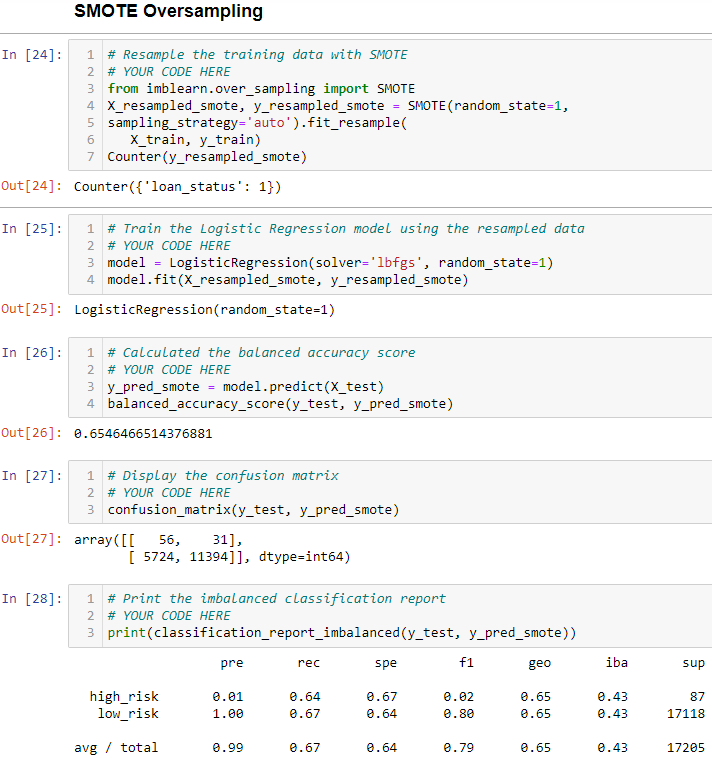 SMOTE Oversampling
In [24]:
1 # Resample the training data with SMOTE
2 # YOUR CODE HERE
3 from imblearn.over_sampling import SMOTE
4 X_resampled_smote, y_resampled_smote = SMOTE(random_state=1,
5 sampling_strategy='auto').fit_resample(
6    X_train, y_train)
7 Counter(y_resampled_smote)
Out[24]: Counter({'loan_status': 1})
In [25]:
1 # Train the Logistic Regression model using the resampled data
2 # YOUR CODE HERE
3 model = LogisticRegression(solver='lbfgs', random_state=1)
4 model.fit(X_resampled_smote, y_resampled_smote)
Out[25]: LogisticRegression(random_state=1)
In [26]:
1 # Calculated the balanced accuracy score
2 # YOUR CODE HERE
3 y_pred_smote = model.predict(X_test)
4 balanced_accuracy_score(y_test, y_pred_smote)
Out[26]: 0.6546466514376881
In [27]:
1 # Display the confusion matrix
2 # YOUR CODE HERE
3 confusion_matrix(y_test, y_pred_smote)
Out[27]: array([[   56,    31],
       [ 5724, 11394]], dtype=int64)
In [28]:
1 # Print the imbalanced classification report
2 # YOUR CODE HERE
3 print(classification_report_imbalanced(y_test, y_pred_smote))
pre rec spe f1 geo iba sup
high_risk 0.01 0.64 0.67 0.02 0.65 0.43 87
low_risk 1.00 0.67 0.64 0.80 0.65 0.43 17118
avg / total 0.99 0.67 0.64 0.79 0.65 0.43 17205